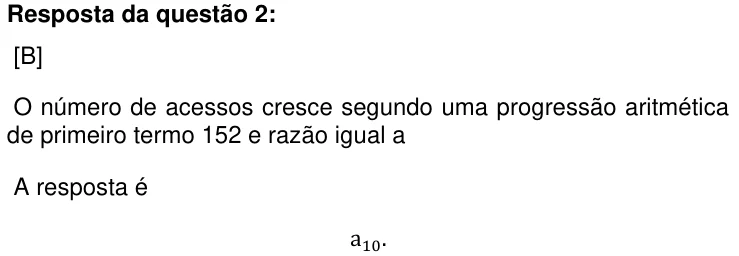 Resposta da questão 2:
[B]
O número de acessos cresce segundo uma progressão aritmética
de primeiro termo 152 e razão igual a
A resposta é
a₁₀.